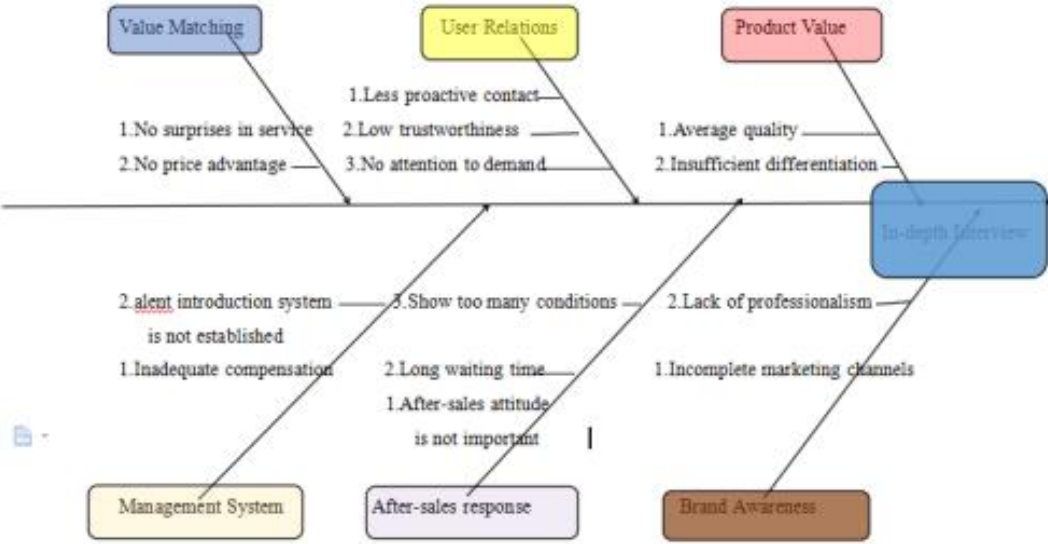 Value Matching
User Relations
Product Value
1.Less proactive contact
1.No surprises in service
2.Low trustworthiness
1.Average quality
2.No price advantage
3.No attention to demand
2.Insufficient differentiation
In-depth Interview
2.alent introduction system
is not established
3.Show too many conditions
2.Lack of professionalism
1.Inadequate compensation
2.Long waiting time
1.Incomplete marketing channels
1.After-sales attitude
is not important
Management System
After-sales response
Brand Awareness